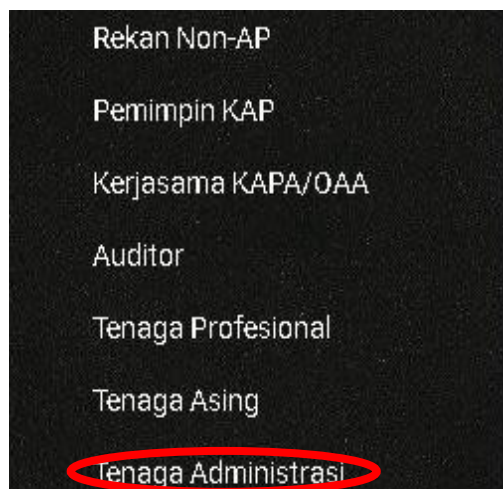 Rekan Non-AP
Pemimpin KAP
Kerjasama KAPA/OAA
Auditor
Tenaga Profesional
Tenaga Asing
Tenaga Administrasi